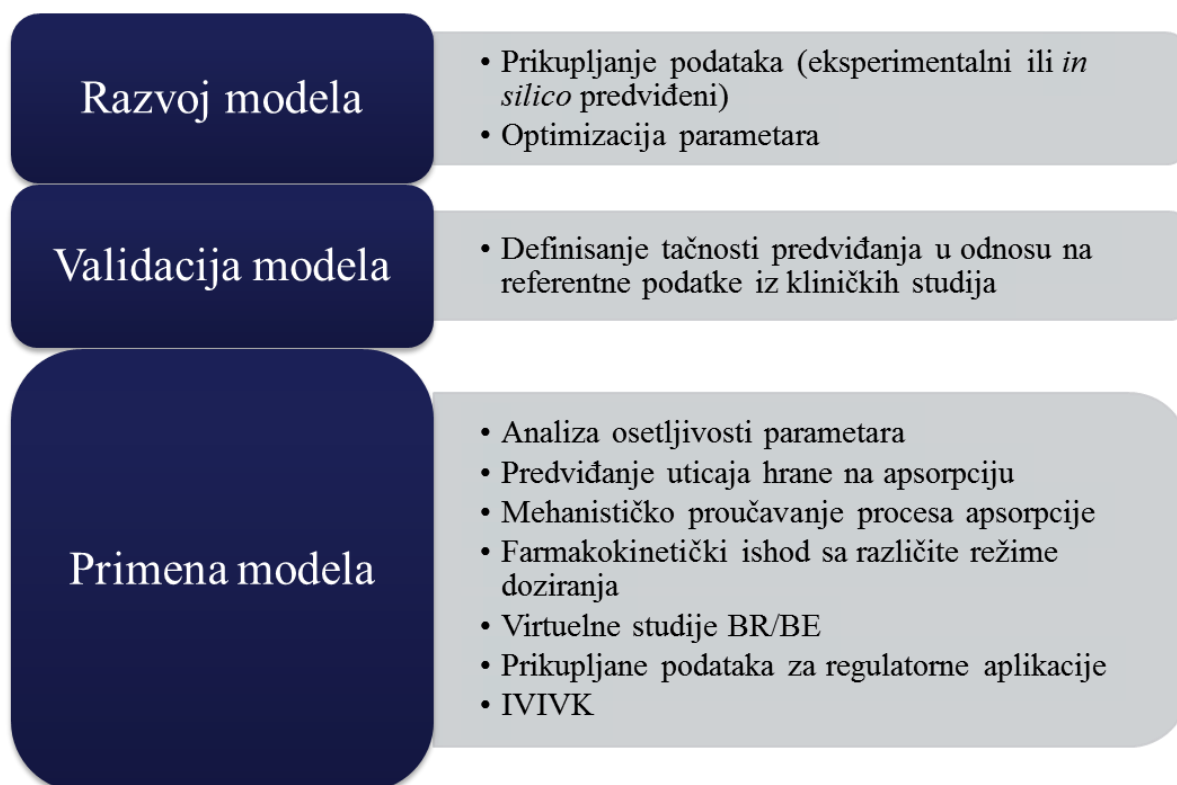 Razvoj modela
• Prikupljanje podataka (eksperimentalni ili in
silico predviđeni)
• Optimizacija parametara
Validacija modela
• Definisanje tačnosti predviđanja u odnosu na
referentne podatke iz kliničkih studija
Primena modela
• Analiza osetljivosti parametara
• Predviđanje uticaja hrane na apsorpciju
• Mehanističko proučavanje procesa apsorpcije
• Farmakokinetički ishod sa različite režime
doziranja
• Virtuelne studije BR/BE
• Prikupljane podataka za regulatorne aplikacije
• IVIVK